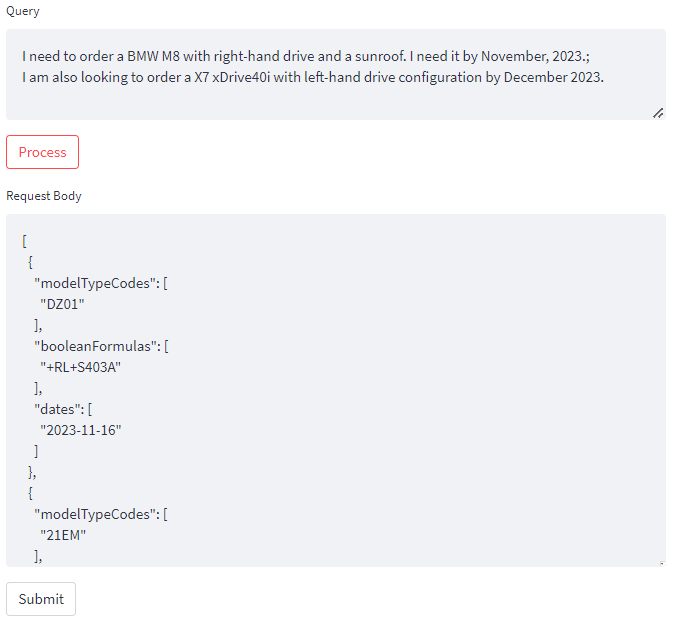 Query
I need to order a BMW M8 with right-hand drive and a sunroof. I need it by November, 2023.;
I am also looking to order a X7 xDrive40i with left-hand drive configuration by December 2023.
Process
Request Body
[
{
"modelTypeCodes": [
"DZ01"
],
"booleanFormulas": [
"+RL+S403A"
],
"dates": [
"2023-11-16"
]
},
{
"modelTypeCodes": [
"21EM"
],
Submit